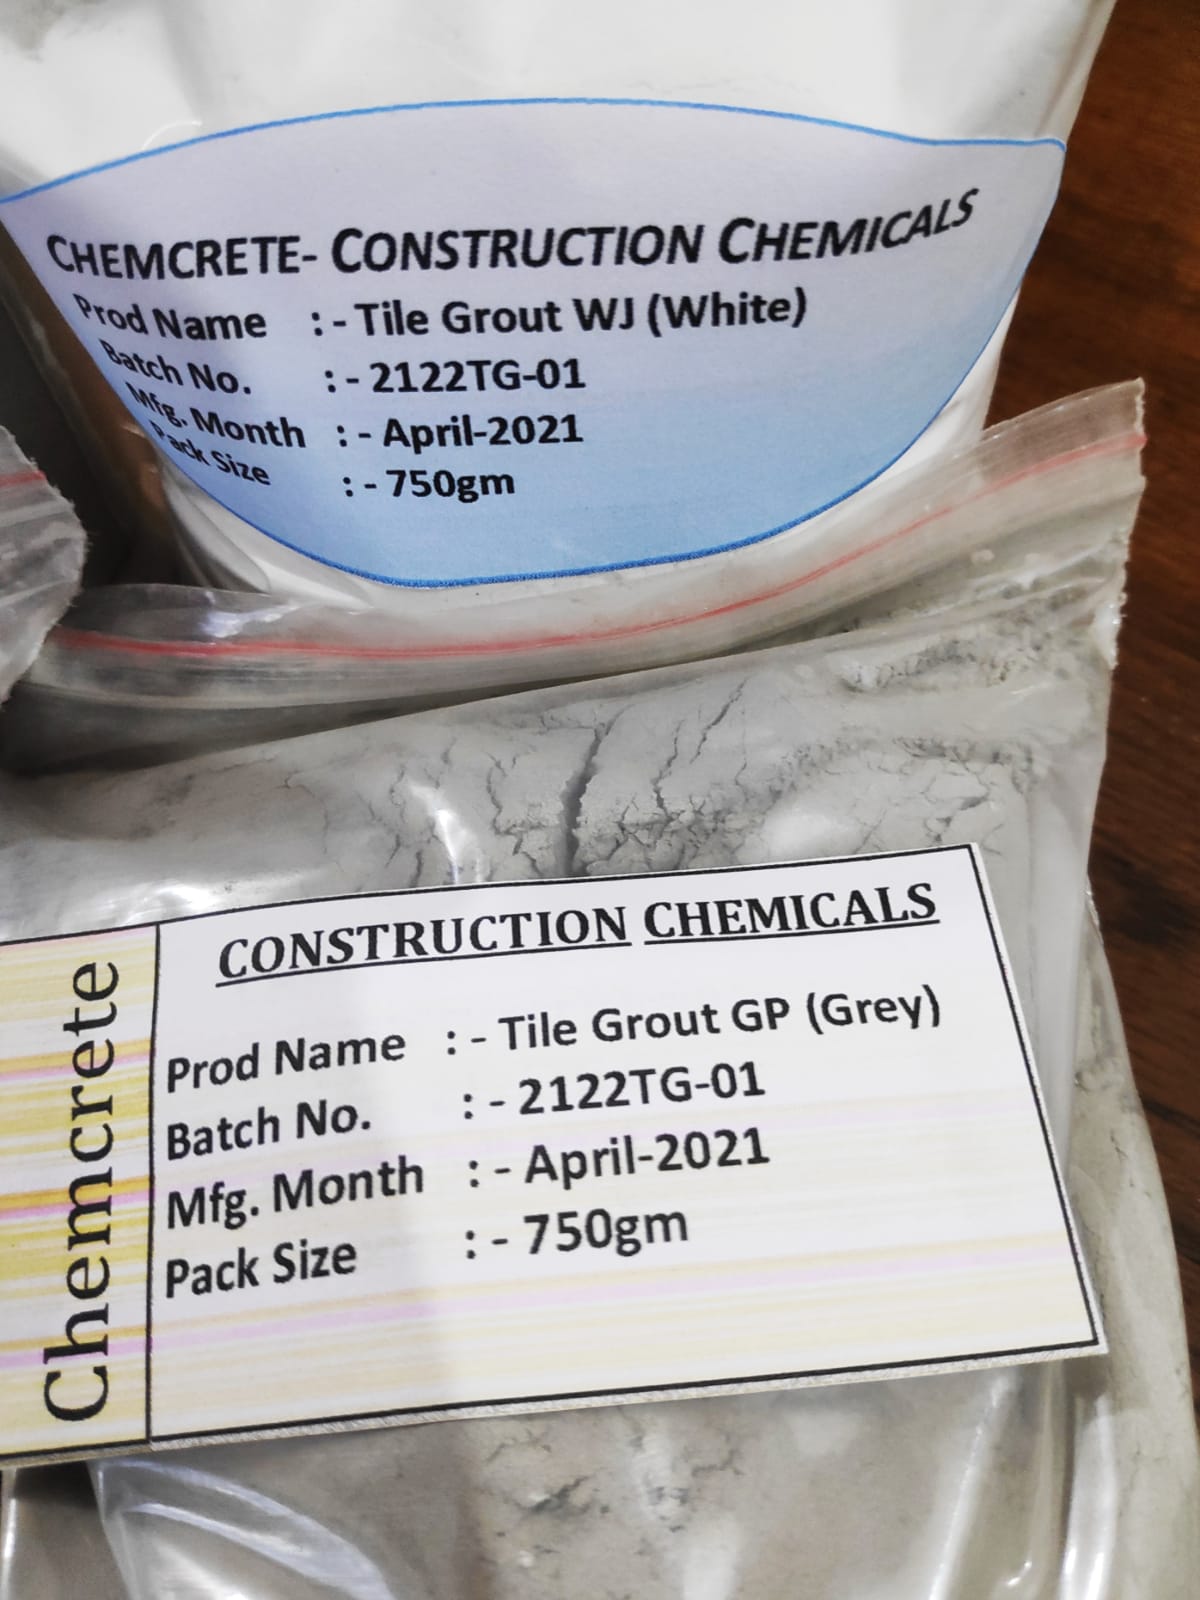 CHEMCRETE- CONSTRUCTION CHEMICALS
Prod Name : - Tile Grout WJ (White)
Batch No. : - 2122TG-01
Mfg. Month : - April-2021
Pack Size : - 750gm
Chemcrete
CONSTRUCTION CHEMICALS
Prod Name : - Tile Grout GP (Grey)
Batch No. : - 2122TG-01
Mfg. Month : - April-2021
Pack Size : - 750gm